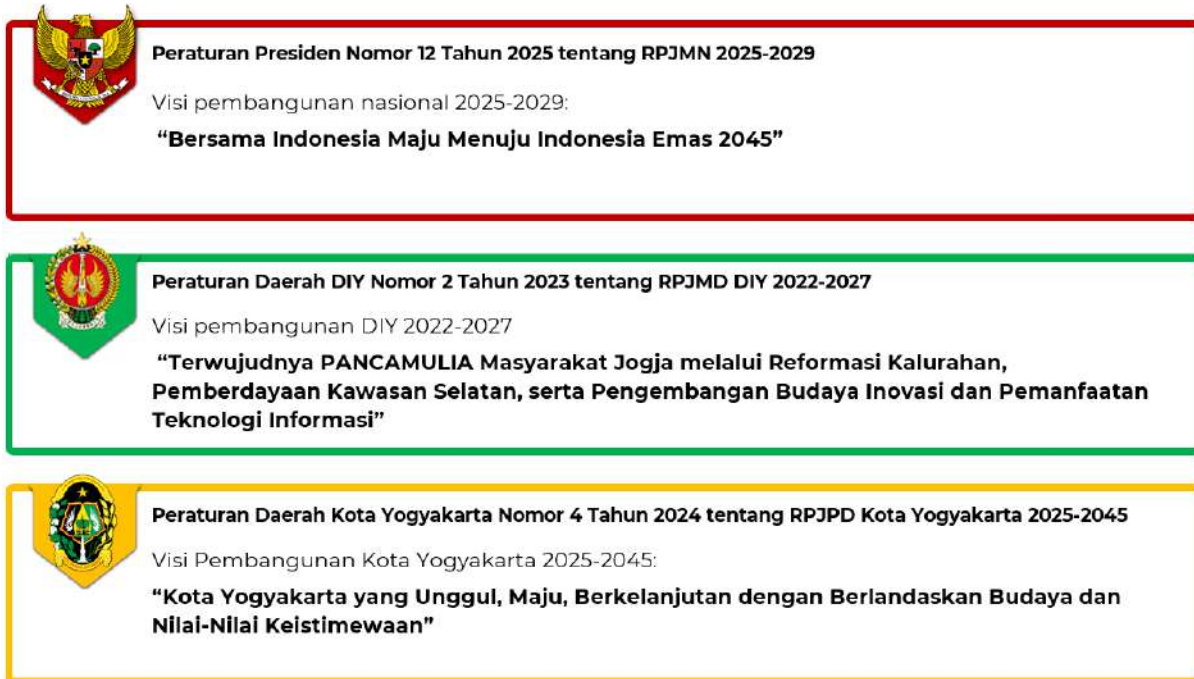 Peraturan Presiden Nomor 12 Tahun 2025 tentang RPJMN 2025-2029
Visi pembangunan nasional 2025-2029:
“Bersama Indonesia Maju Menuju Indonesia Emas 2045”
Peraturan Daerah DIY Nomor 2 Tahun 2023 tentang RPJMD DIY 2022-2027
Visi pembangunan DIY 2022-2027
“Terwujudnya PANCAMULIA Masyarakat Jogja melalui Reformasi Kalurahan,
Pemberdayaan Kawasan Selatan, serta Pengembangan Budaya Inovasi dan Pemanfaatan
Teknologi Informasi”
Peraturan Daerah Kota Yogyakarta Nomor 4 Tahun 2024 tentang RPJPD Kota Yogyakarta 2025-2045
Visi Pembangunan Kota Yogyakarta 2025-2045:
“Kota Yogyakarta yang Unggul, Maju, Berkelanjutan dengan Berlandaskan Budaya dan
Nilai-Nilai Keistimewaan”